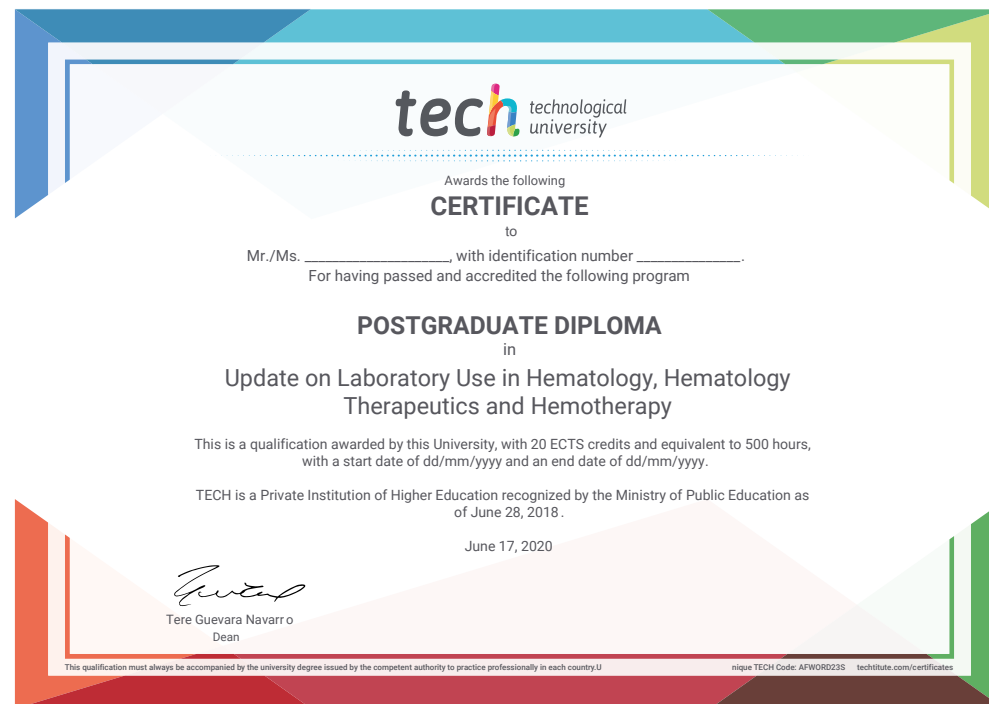 tech technological
university
Awards the following
CERTIFICATE
to
Mr./Ms. ___________________, with identification number ______________.
For having passed and accredited the following program
POSTGRADUATE DIPLOMA
in
Update on Laboratory Use in Hematology, Hematology
Therapeutics and Hemotherapy
This is a qualification awarded by this University, with 20 ECTS credits and equivalent to 500 hours,
with a start date of dd/mm/yyyy and an end date of dd/mm/yyyy.
TECH is a Private Institution of Higher Education recognized by the Ministry of Public Education as
of June 28, 2018.
June 17, 2020
Tere Guevara Navarro
Dean
This qualification must always be accompanied by the university degree issued by the competent authority to practice professionally in each country.U nique TECH Code: AFWORD23S techtitute.com/certificates